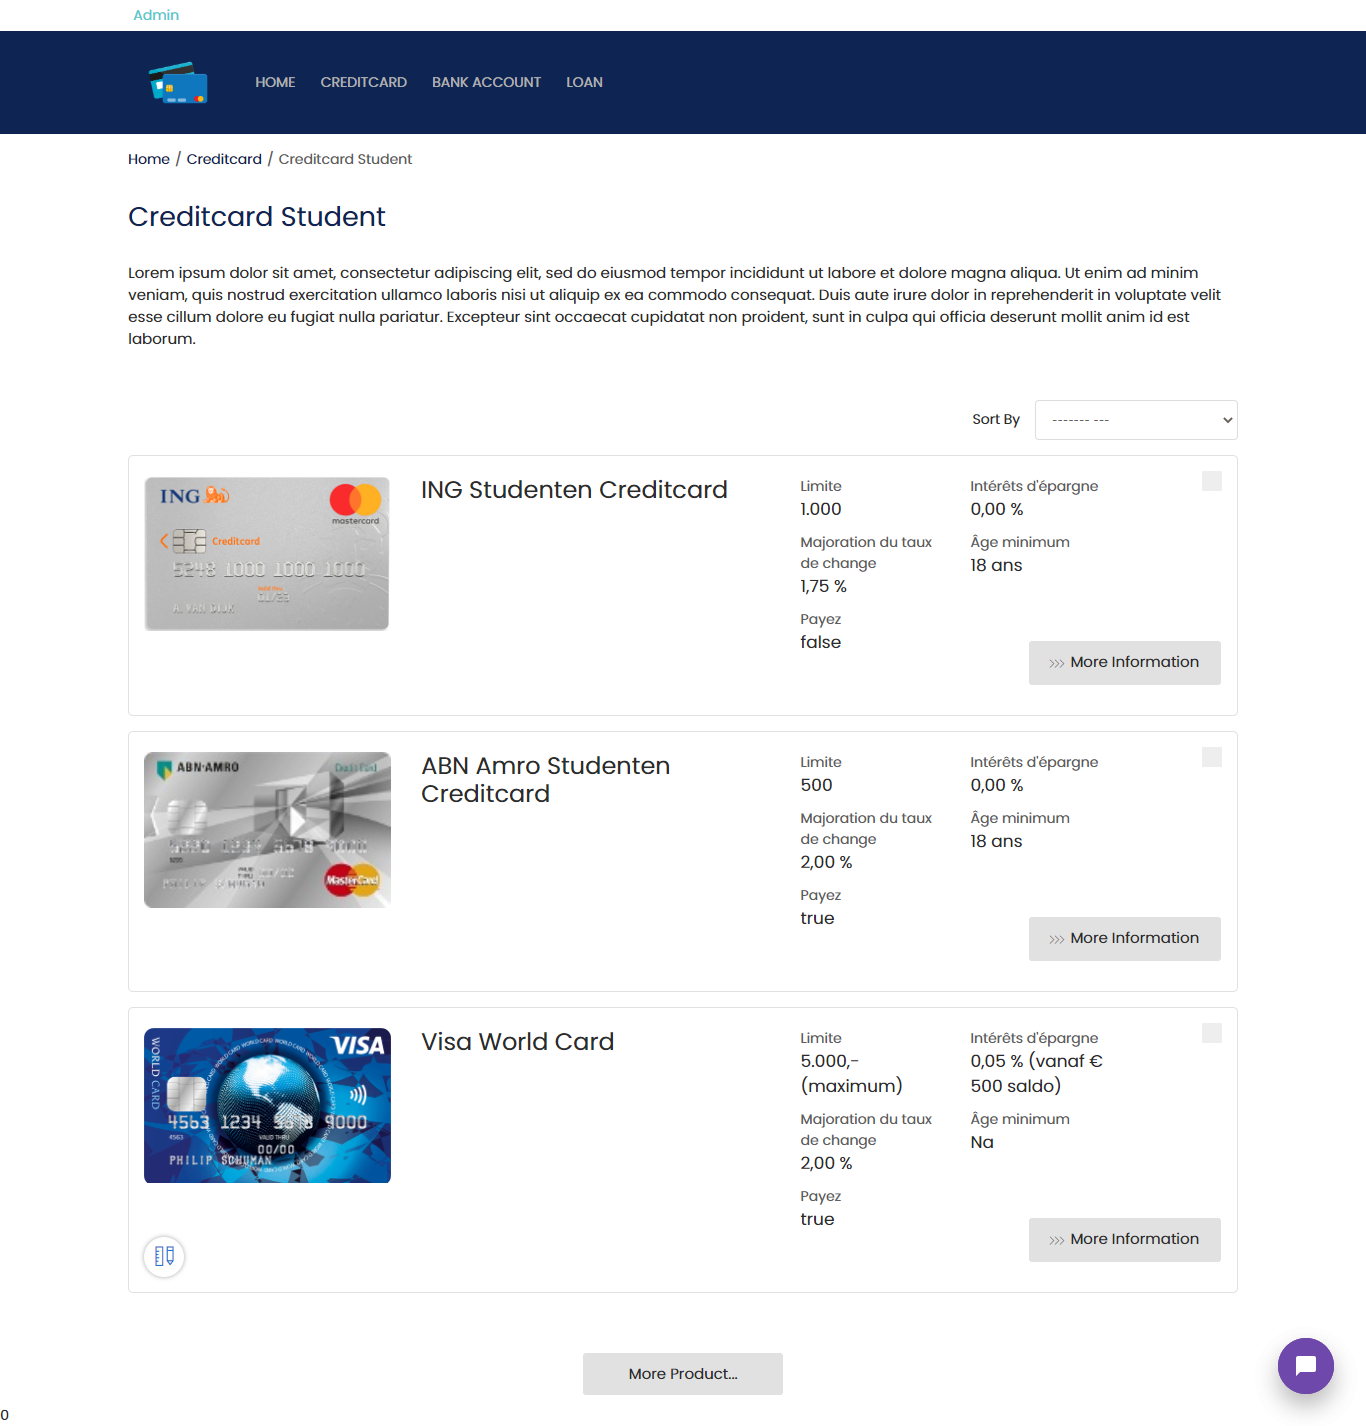 Admin
HOME CREDITCARD BANK ACCOUNT LOAN
Home / Creditcard / Creditcard Student
Creditcard Student
Lorem ipsum dolor sit amet, consectetur adipiscing elit, sed do eiusmod tempor incididunt ut labore et dolore magna aliqua. Ut enim ad minim
veniam, quis nostrud exercitation ullamco laboris nisi ut aliquip ex ea commodo consequat. Duis aute irure dolor in reprehenderit in voluptate velit
esse cillum dolore eu fugiat nulla pariatur. Excepteur sint occaecat cupidatat non proident, sunt in culpa qui officia deserunt mollit anim id est
laborum.
Sort By ------- ---
ING
mastercard
Creditcard
5248 1000 1000 1000
01/23
A. VAN DIJK
ING Studenten Creditcard
Limite
1.000
Majoration du taux
de change
1,75 %
Payez
false
Intérêts d'épargne
0,00 %
Âge minimum
18 ans
››› More Information
ABN·AMRO
Credit Card
MasterCard
ABN Amro Studenten
Creditcard
Limite
500
Majoration du taux
de change
2,00 %
Payez
true
Intérêts d'épargne
0,00 %
Âge minimum
18 ans
››› More Information
WORLD CARD
VISA
4563 1234 5678 9000
4563
VALID THRU
00/00
PHILIP SCHUMAN
Visa World Card
Limite
5.000,-
(maximum)
Majoration du taux
de change
2,00 %
Payez
true
Intérêts d'épargne
0,05 % (vanaf €
500 saldo)
Âge minimum
Na
››› More Information
More Product...
0